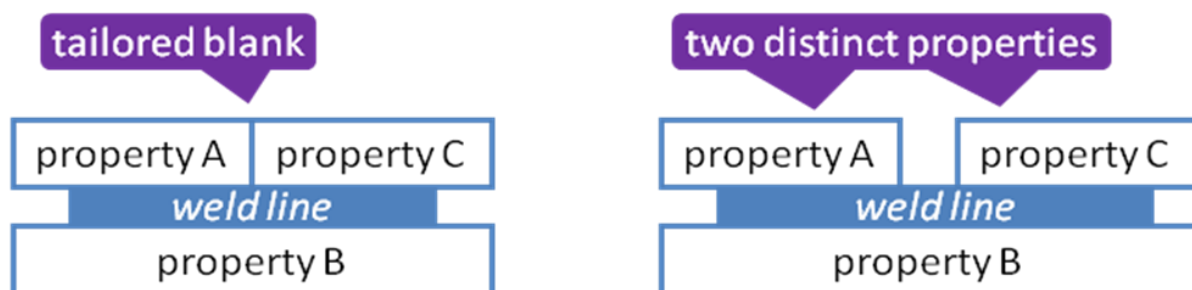 tailored blank
property A
property C
weld line
property B
two distinct properties
property A
property C
weld line
property B